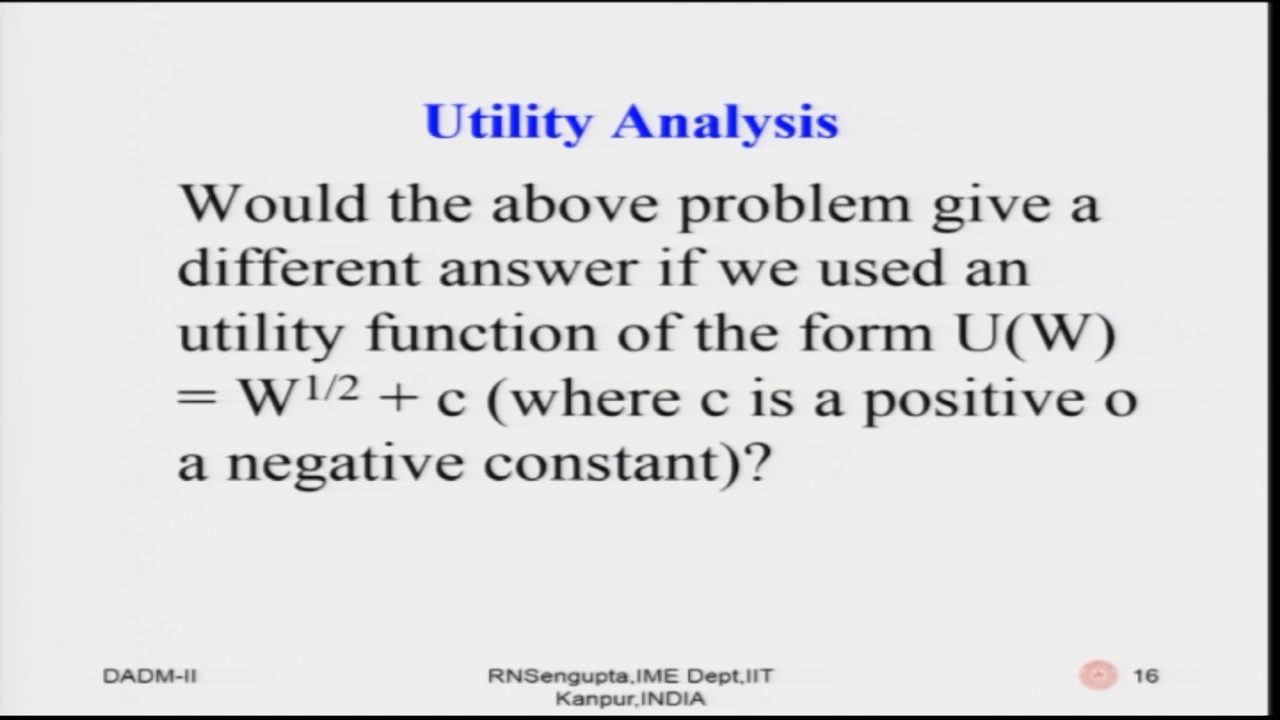 Utility Analysis
Would the above problem give a
different answer if we used an
utility function of the form U(W)
= W^1/2 + c (where c is a positive o
a negative constant)?
DADM-II
RNSengupta,IME Dept,IIT
Kanpur,INDIA
16